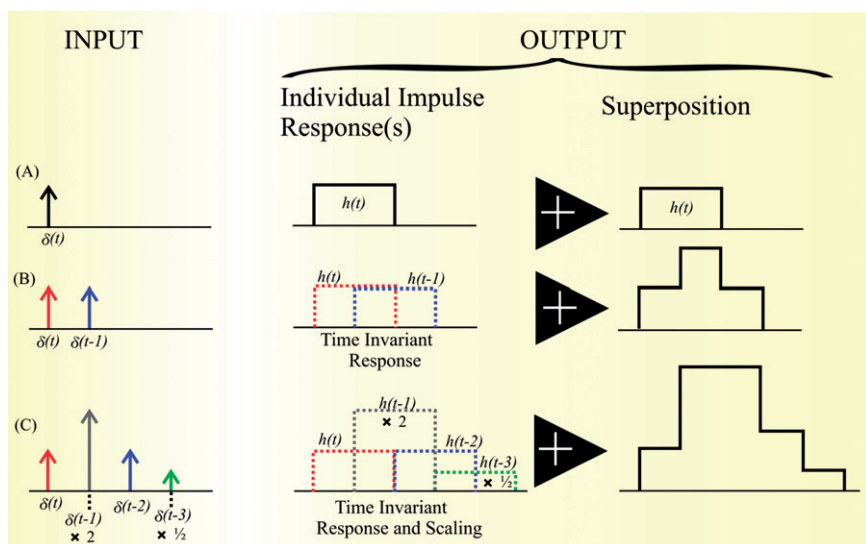 INPUT
OUTPUT
Individual Impulse
Response(s)
Superposition
(A)
δ(t)
h(t)
h(t)
(B)
δ(t)
δ(t-1)
h(t)
h(t-1)
Time Invariant
Response
(C)
δ(t)
δ(t-1)
× 2
δ(t-2)
δ(t-3)
× ½
h(t)
h(t-1)
× 2
h(t-2)
h(t-3)
× ½
Time Invariant
Response and Scaling